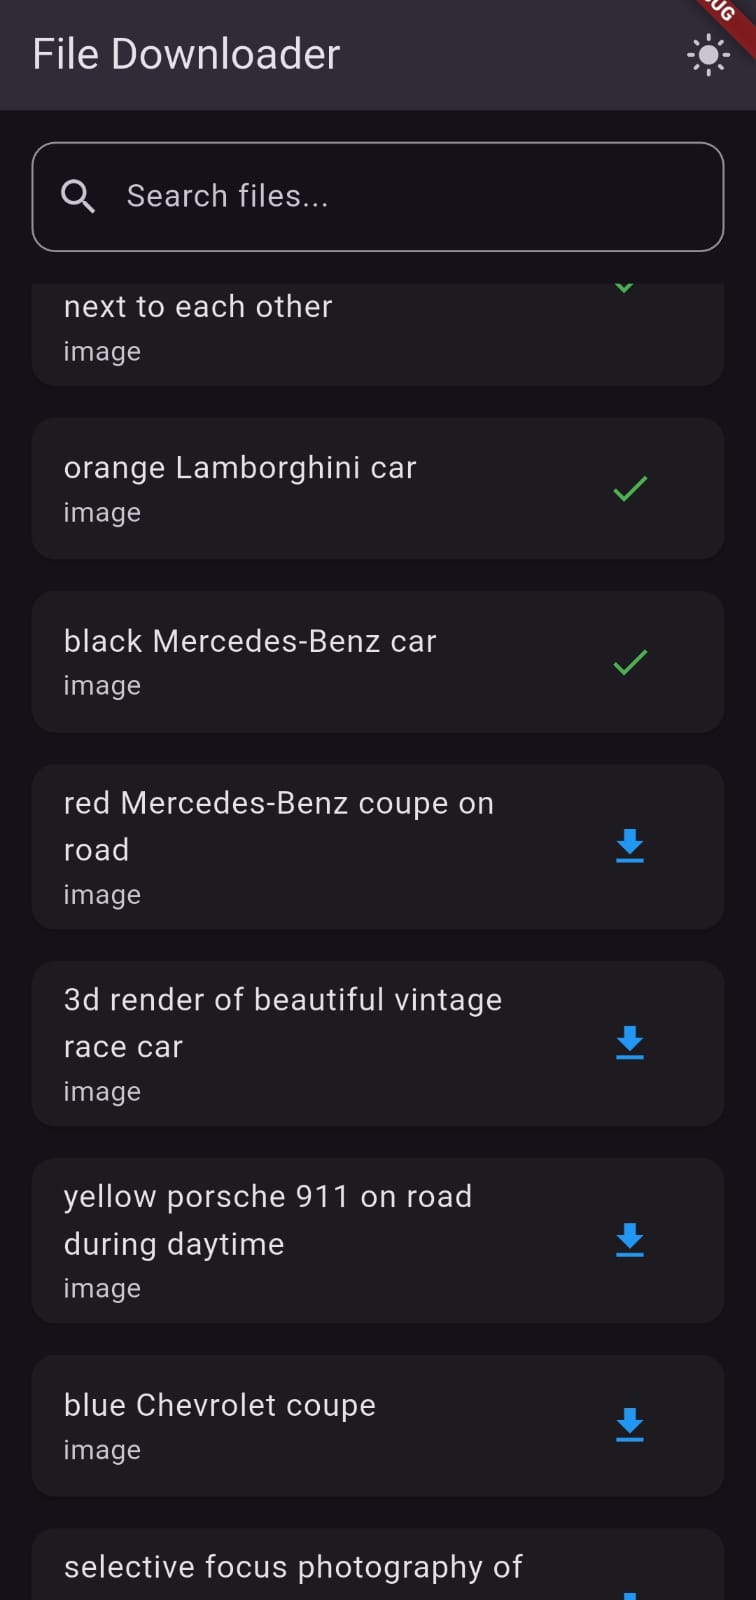 File Downloader
Search files...
next to each other
image
orange Lamborghini car
image
black Mercedes-Benz car
image
red Mercedes-Benz coupe on
road
image
3d render of beautiful vintage
race car
image
yellow porsche 911 on road
during daytime
image
blue Chevrolet coupe
image
selective focus photography of